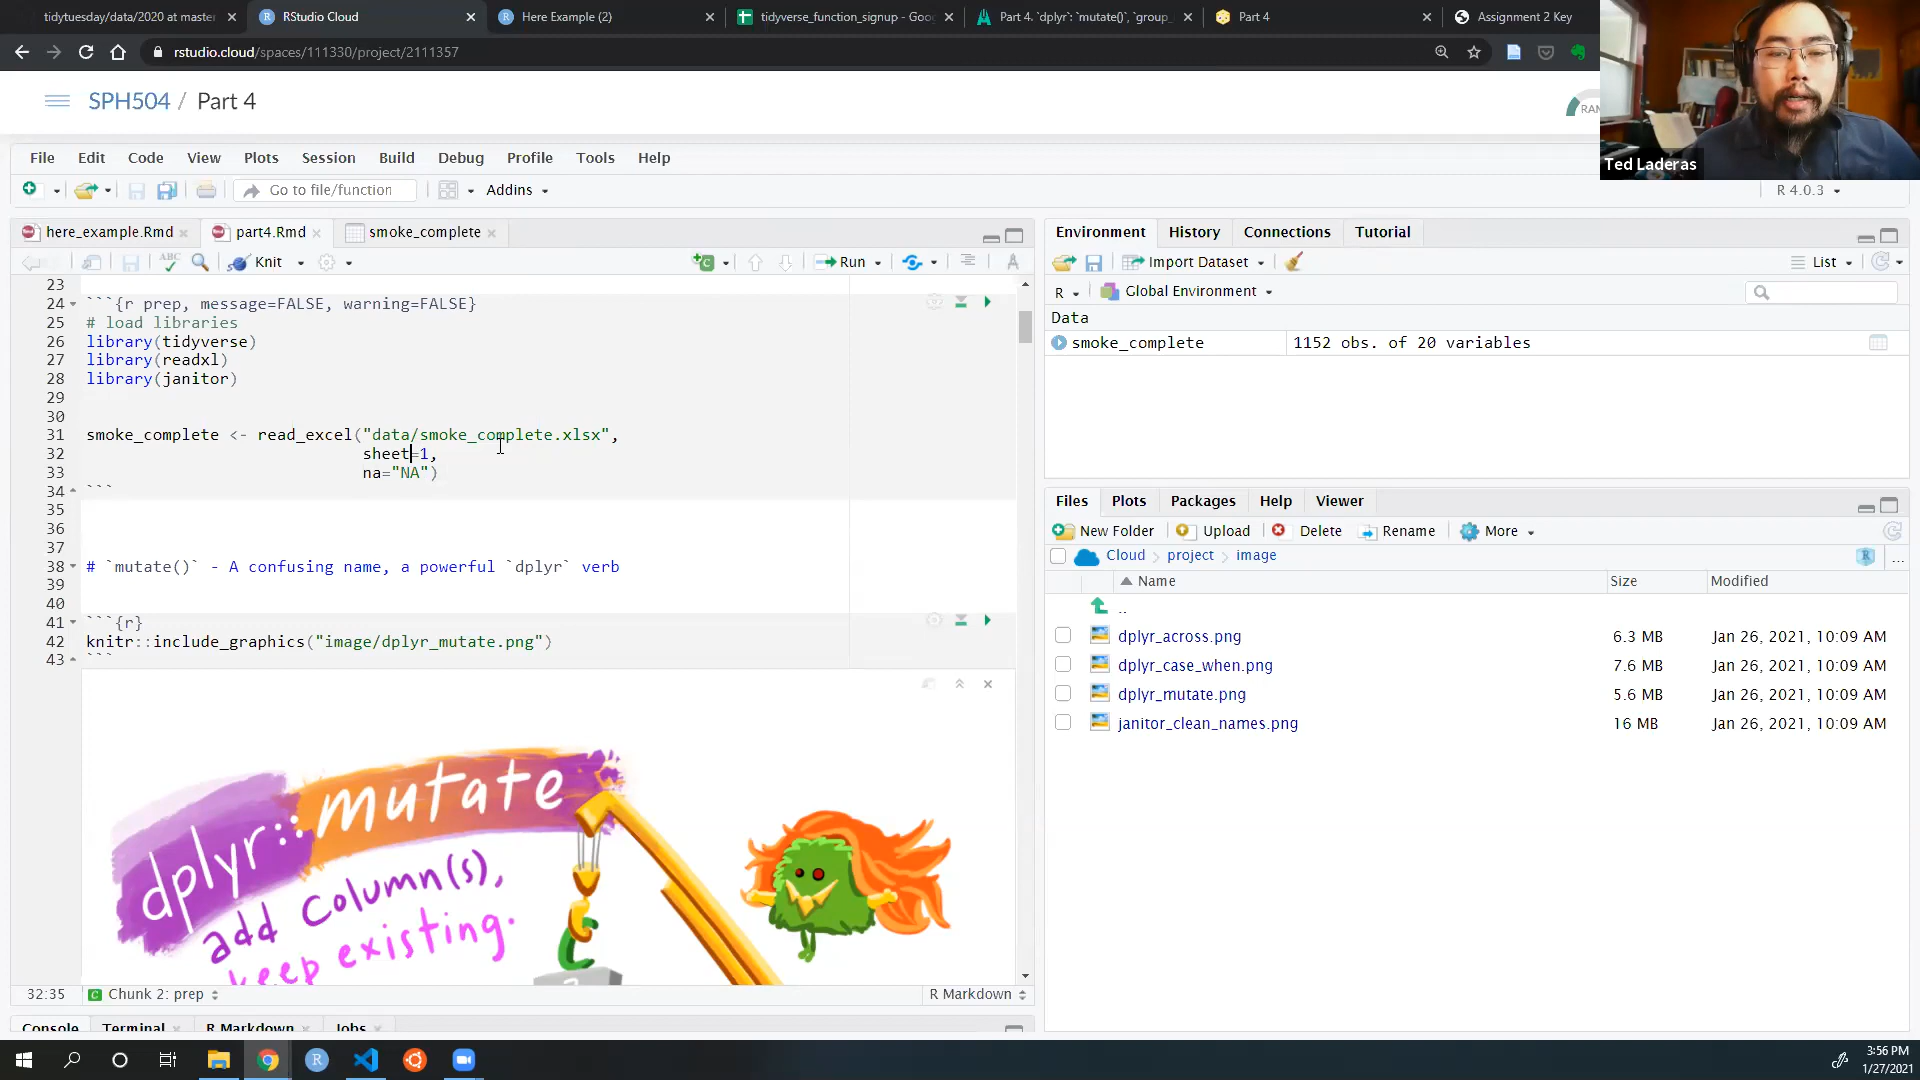 tidytuesday/data/2020 at master
RStudio Cloud
Here Example (2)
tidyverse_function_signup - Goo
Part 4. `dplyr`: `mutate()`, `group_
Part 4
Assignment 2 Key
rstudio.cloud/spaces/111330/project/2111357
SPH504 / Part 4
RAM
Ted Laderas
File Edit Code View Plots Session Build Debug Profile Tools Help
Go to file/function
Addins
R 4.0.3
here_example.Rmd
part4.Rmd
smoke_complete
ABC
Knit
Run
23
24 ```{r prep, message=FALSE, warning=FALSE}
25 # load libraries
26 library(tidyverse)
27 library(readxl)
28 library(janitor)
29
30
31 smoke_complete <- read_excel("data/smoke_complete.xlsx",
32 sheet=1,
33 na="NA")
34 ```
35
36
37
38 # `mutate()` - A confusing name, a powerful `dplyr` verb
39
40
41 ```{r}
42 knitr::include_graphics("image/dplyr_mutate.png")
43 ```
dplyr::mutate
add column(s),
keep existing.
32:35
Chunk 2: prep
R Markdown
Console Terminal R Markdown Jobs
Environment History Connections Tutorial
Import Dataset
List
R
Global Environment
Data
smoke_complete 1152 obs. of 20 variables
Files Plots Packages Help Viewer
New Folder Upload Delete Rename More
Cloud project image
...
Name Size Modified
..
dplyr_across.png 6.3 MB Jan 26, 2021, 10:09 AM
dplyr_case_when.png 7.6 MB Jan 26, 2021, 10:09 AM
dplyr_mutate.png 5.6 MB Jan 26, 2021, 10:09 AM
janitor_clean_names.png 16 MB Jan 26, 2021, 10:09 AM
3:56 PM
1/27/2021